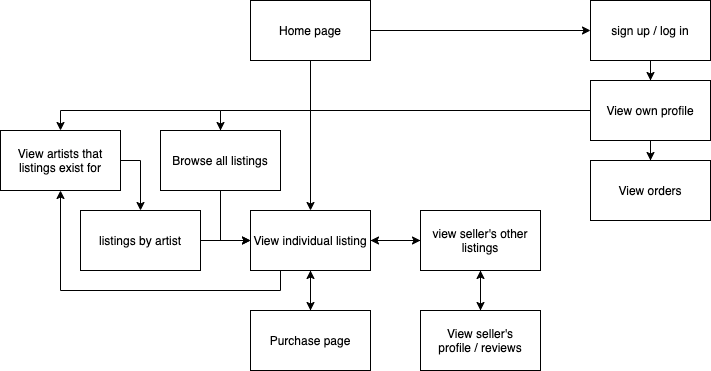 Home page
sign up / log in
View own profile
View artists that
listings exist for
Browse all listings
View orders
listings by artist
View individual listing
view seller's other
listings
Purchase page
View seller's
profile / reviews